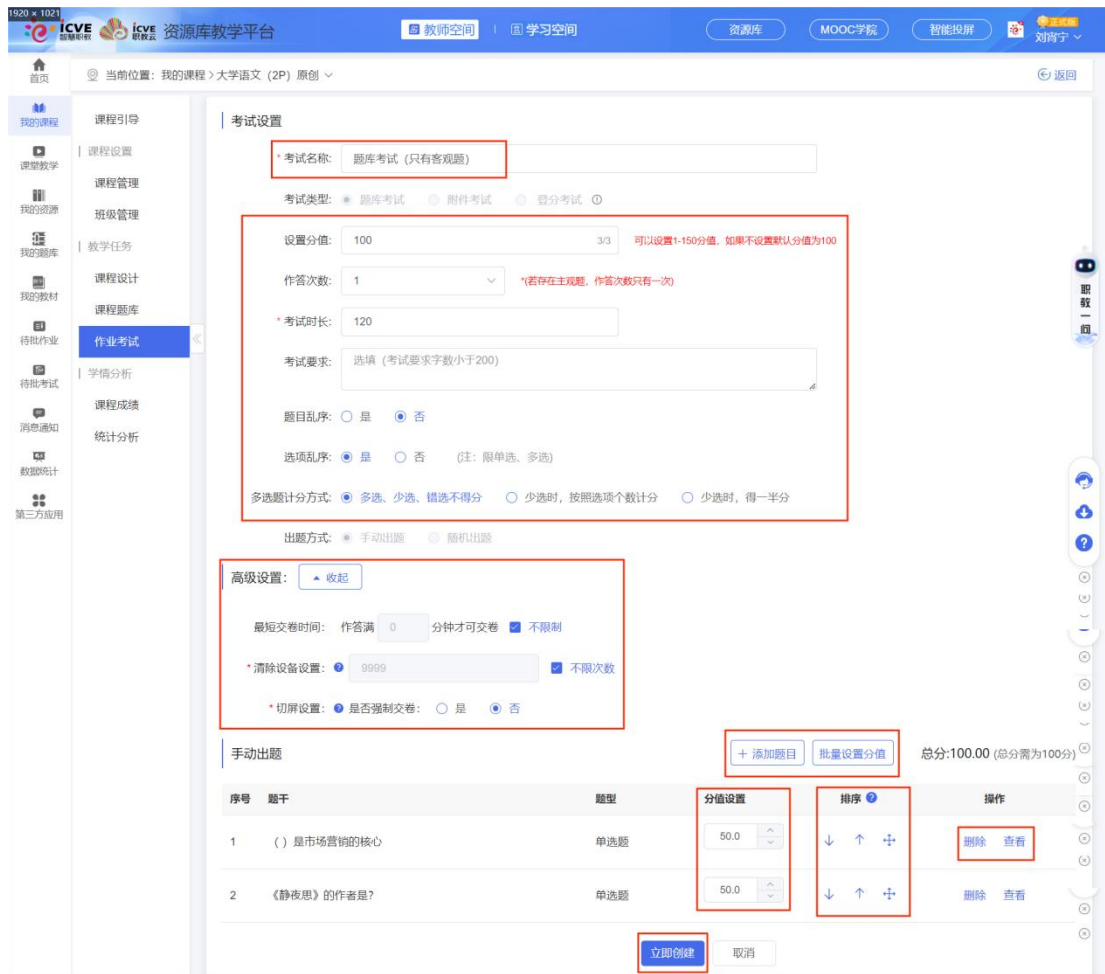 1920 × 1021
icve 智慧职教 icve 职教云 资源库教学平台 教师空间 学习空间 资源库 MOOC学院 智能投屏 正式版 刘宵宁
首页 当前位置：我的课程 > 大学语文（2P）原创 返回
我的课程
课堂教学
我的资源
我的题库
我的教材
待批作业
待批考试
消息通知
数据统计
第三方应用
课程引导
课程设置
课程管理
班级管理
教学任务
课程设计
课程题库
作业考试
学情分析
课程成绩
统计分析
考试设置
* 考试名称: 题库考试（只有客观题）
考试类型: 题库考试 附件考试 登分考试
设置分值: 100 3/3 可以设置1-150分值，如果不设置默认分值为100
作答次数: 1 *(若存在主观题，作答次数只有一次)
* 考试时长: 120
考试要求: 选填（考试要求字数小于200）
题目乱序: 是 否
选项乱序: 是 否 (注：限单选、多选)
多选题计分方式: 多选、少选、错选不得分 少选时，按照选项个数计分 少选时，得一半分
出题方式: 手动出题 随机出题
高级设置： 收起
最短交卷时间: 作答满 0 分钟才可交卷 不限制
* 清除设备设置: 9999 不限次数
* 切屏设置: 是否强制交卷: 是 否
手动出题 + 添加题目 批量设置分值 总分:100.00 (总分需为100分)
序号 题干 题型 分值设置 排序 操作
1 （ ）是市场营销的核心 单选题 50.0 删除 查看
2 《静夜思》的作者是? 单选题 50.0 删除 查看
立即创建 取消
职教一问